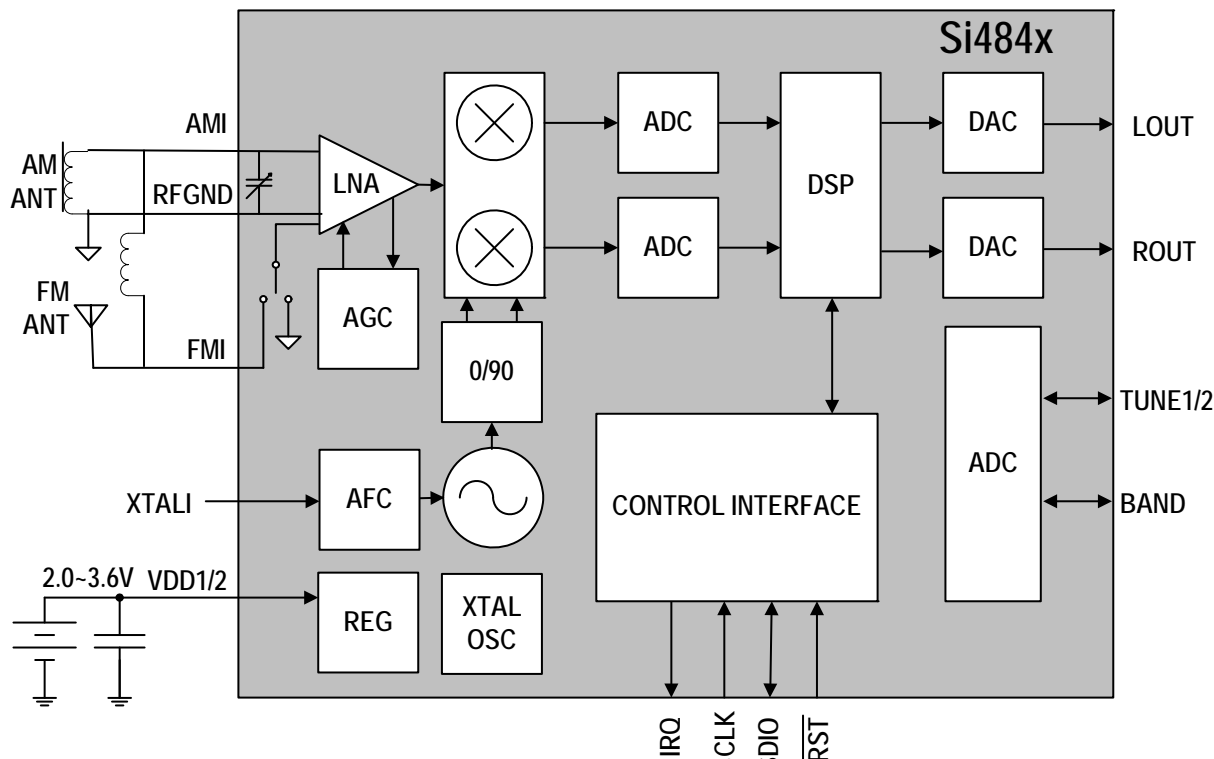 Si484x
AMI
AM
ANT
RFGND
LNA
ADC
DSP
DAC
LOUT
ADC
DAC
ROUT
FM
ANT
FMI
AGC
0/90
TUNE1/2
ADC
BAND
XTALI
AFC
CONTROL INTERFACE
2.0~3.6V
VDD1/2
REG
XTAL
OSC
IRQ
RST